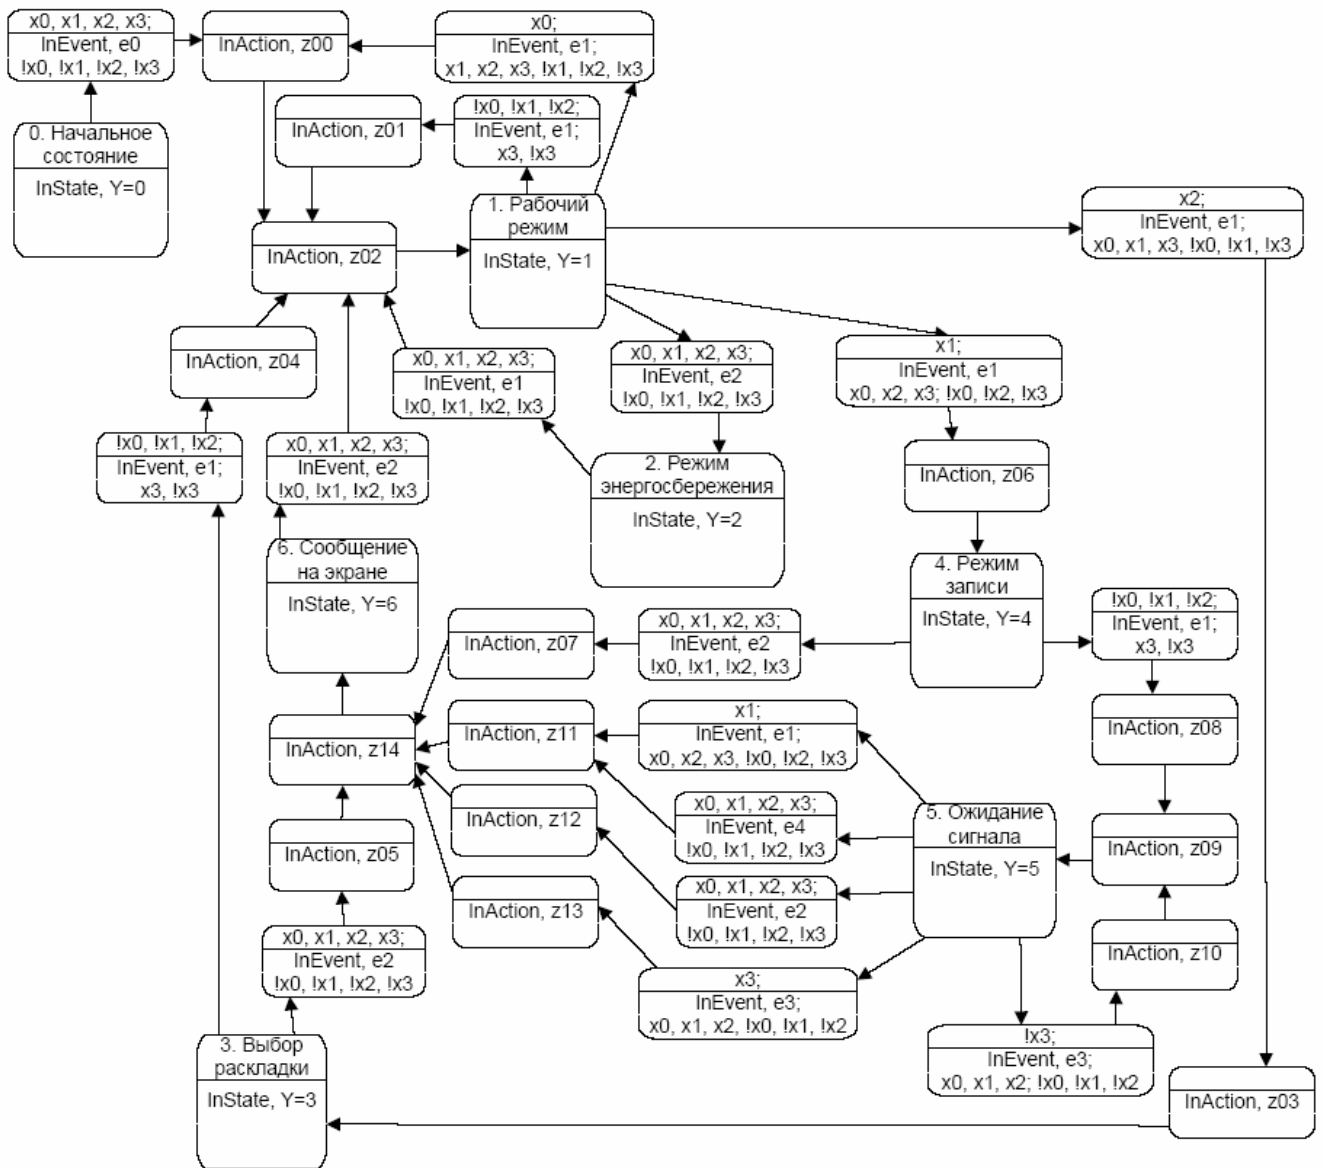 x0, x1, x2, x3;
InEvent, e0
!x0, !x1, !x2, !x3
InAction, z00
x0;
InEvent, e1;
x1, x2, x3, !x1, !x2, !x3
0. Начальное
состояние
InState, Y=0
InAction, z01
!x0, !x1, !x2;
InEvent, e1;
x3, !x3
1. Рабочий
режим
InState, Y=1
x2;
InEvent, e1;
x0, x1, x3, !x0, !x1, !x3
InAction, z02
InAction, z04
x0, x1, x2, x3;
InEvent, e1
!x0, !x1, !x2, !x3
x0, x1, x2, x3;
InEvent, e2
!x0, !x1, !x2, !x3
x1;
InEvent, e1
x0, x2, x3; !x0, !x2, !x3
!x0, !x1, !x2;
InEvent, e1;
x3, !x3
x0, x1, x2, x3;
InEvent, e2
!x0, !x1, !x2, !x3
2. Режим
энергосбережения
InState, Y=2
InAction, z06
6. Сообщение
на экране
InState, Y=6
4. Режим
записи
InState, Y=4
InAction, z07
x0, x1, x2, x3;
InEvent, e2
!x0, !x1, !x2, !x3
!x0, !x1, !x2;
InEvent, e1;
x3, !x3
InAction, z14
InAction, z11
x1;
InEvent, e1;
x0, x2, x3, !x0, !x2, !x3
InAction, z08
InAction, z12
x0, x1, x2, x3;
InEvent, e4
!x0, !x1, !x2, !x3
5. Ожидание
сигнала
InState, Y=5
InAction, z09
InAction, z05
InAction, z13
x0, x1, x2, x3;
InEvent, e2
!x0, !x1, !x2, !x3
InAction, z10
x0, x1, x2, x3;
InEvent, e2
!x0, !x1, !x2, !x3
x3;
InEvent, e3;
x0, x1, x2, !x0, !x1, !x2
!x3;
InEvent, e3;
x0, x1, x2; !x0, !x1, !x2
3. Выбор
раскладки
InState, Y=3
InAction, z03